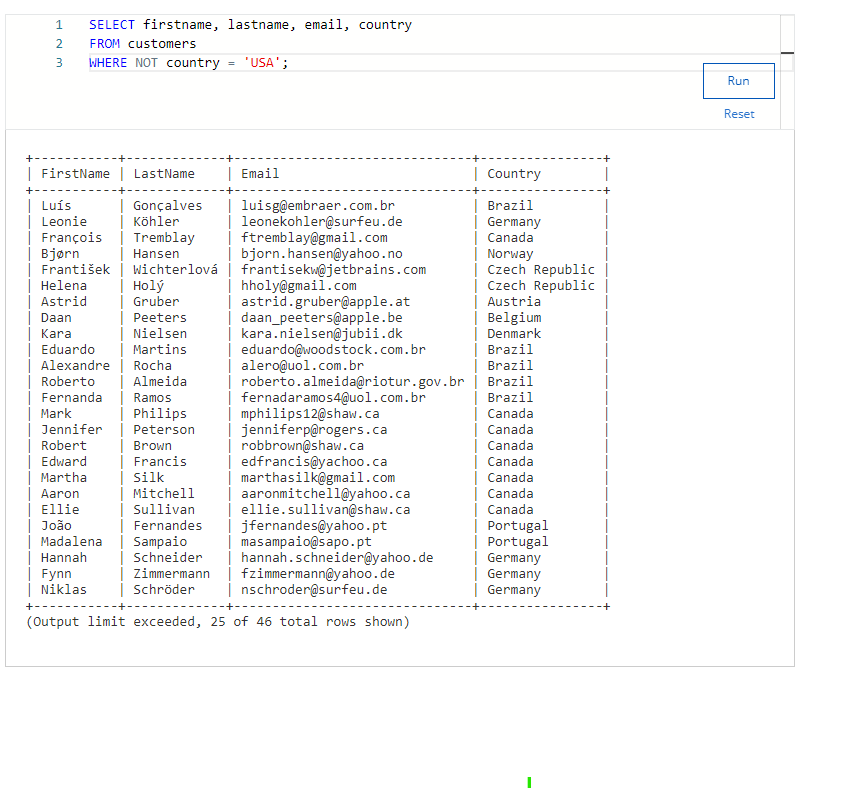 1 SELECT firstname, lastname, email, country
2 FROM customers
3 WHERE NOT country = 'USA';
Run
Reset
+-----------+-------------+-------------------------------+----------------+
| FirstName | LastName    | Email                         | Country        |
+-----------+-------------+-------------------------------+----------------+
| Luís      | Gonçalves   | luisg@embraer.com.br          | Brazil         |
| Leonie    | Köhler      | leonekohler@surfeu.de         | Germany        |
| François  | Tremblay    | ftremblay@gmail.com           | Canada         |
| Bjørn     | Hansen      | bjorn.hansen@yahoo.no         | Norway         |
| František | Wichterlová | frantisekw@jetbrains.com      | Czech Republic |
| Helena    | Holý        | hholy@gmail.com               | Czech Republic |
| Astrid    | Gruber      | astrid.gruber@apple.at        | Austria        |
| Daan      | Peeters     | daan_peeters@apple.be         | Belgium        |
| Kara      | Nielsen     | kara.nielsen@jubii.dk         | Denmark        |
| Eduardo   | Martins     | eduardo@woodstock.com.br      | Brazil         |
| Alexandre | Rocha       | alero@uol.com.br              | Brazil         |
| Roberto   | Almeida     | roberto.almeida@riotur.gov.br | Brazil         |
| Fernanda  | Ramos       | fernadaramos4@uol.com.br      | Brazil         |
| Mark      | Philips     | mphilips12@shaw.ca            | Canada         |
| Jennifer  | Peterson    | jenniferp@rogers.ca           | Canada         |
| Robert    | Brown       | robbrown@shaw.ca              | Canada         |
| Edward    | Francis     | edfrancis@yachoo.ca           | Canada         |
| Martha    | Silk        | marthasilk@gmail.com          | Canada         |
| Aaron     | Mitchell    | aaronmitchell@yahoo.ca        | Canada         |
| Ellie     | Sullivan    | ellie.sullivan@shaw.ca        | Canada         |
| João      | Fernandes   | jfernandes@yahoo.pt           | Portugal       |
| Madalena  | Sampaio     | masampaio@sapo.pt             | Portugal       |
| Hannah    | Schneider   | hannah.schneider@yahoo.de     | Germany        |
| Fynn      | Zimmermann  | fzimmermann@yahoo.de          | Germany        |
| Niklas    | Schröder    | nschroder@surfeu.de           | Germany        |
+-----------+-------------+-------------------------------+----------------+
(Output limit exceeded, 25 of 46 total rows shown)